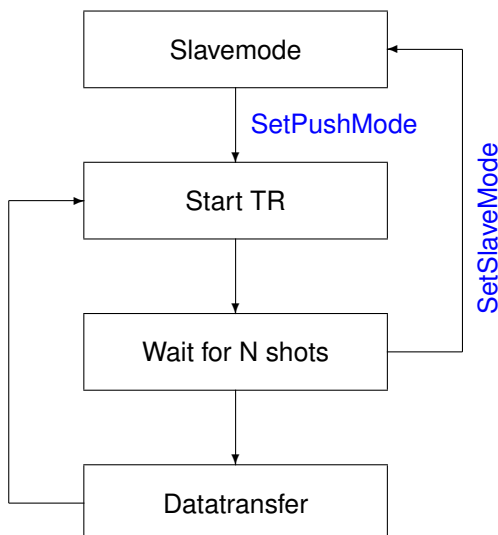 Slavemode
SetPushMode
Start TR
SetSlaveMode
Wait for N shots
Datatransfer